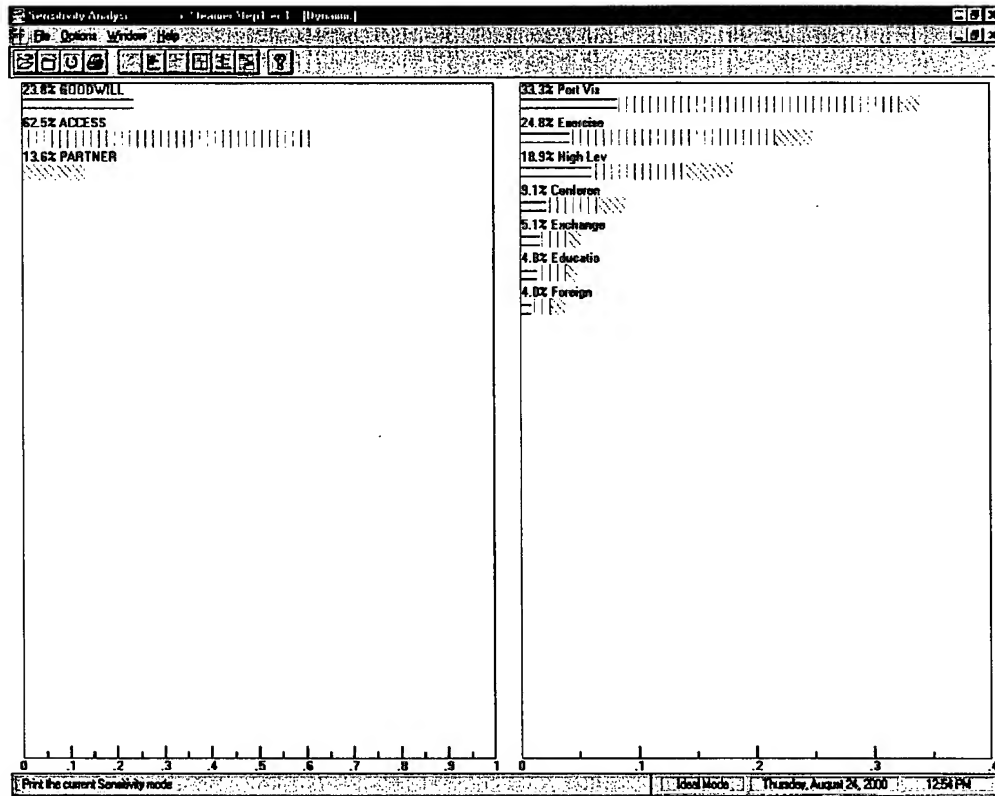 Sensitivity Analysi
File Options Window Help
23.8% GOODWILL
62.5% ACCESS
13.6% PARTNER
0 .1 .2 .3 .4 .5 .6 .7 .8 .9 1
33.3% Port Vis
24.8% Exercise
18.9% High Lev
9.1% Conferen
5.1% Exchange
4.8% Educatio
4.0% Foreign
0 .1 .2 .3 .4
Print the current Sensitivity mode Ideal Mode Thursday, August 24, 2000 12:54 PM